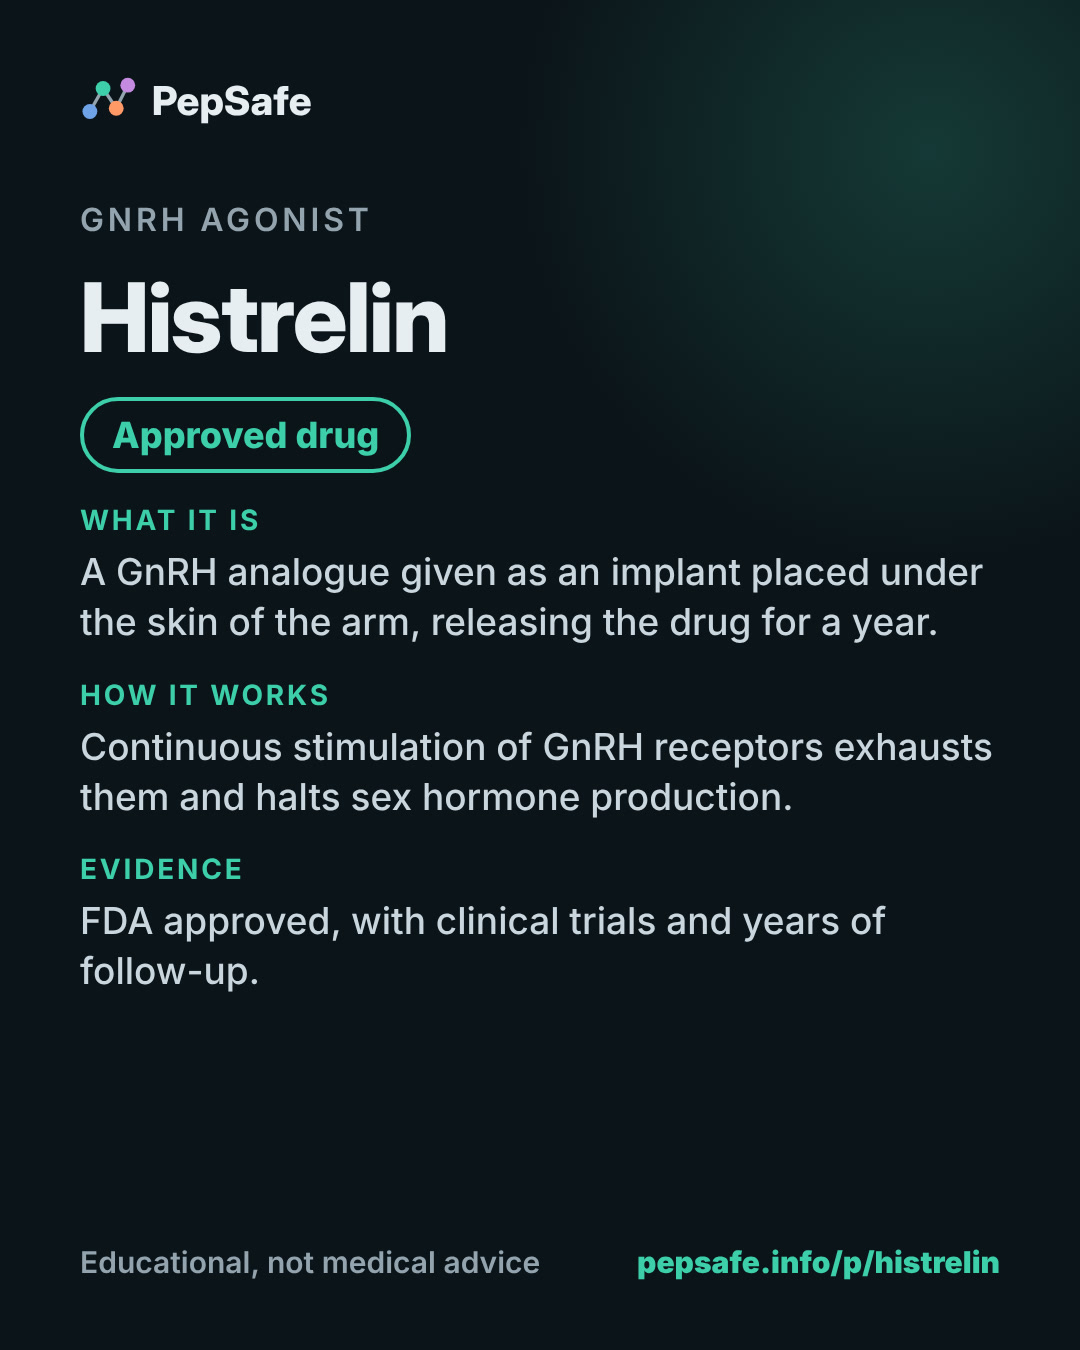 PepSafe
GNRH AGONIST
Histrelin
Approved drug
WHAT IT IS
A GnRH analogue given as an implant placed under
the skin of the arm, releasing the drug for a year.
HOW IT WORKS
Continuous stimulation of GnRH receptors exhausts
them and halts sex hormone production.
EVIDENCE
FDA approved, with clinical trials and years of
follow-up.
Educational, not medical advice
pepsafe.info/p/histrelin